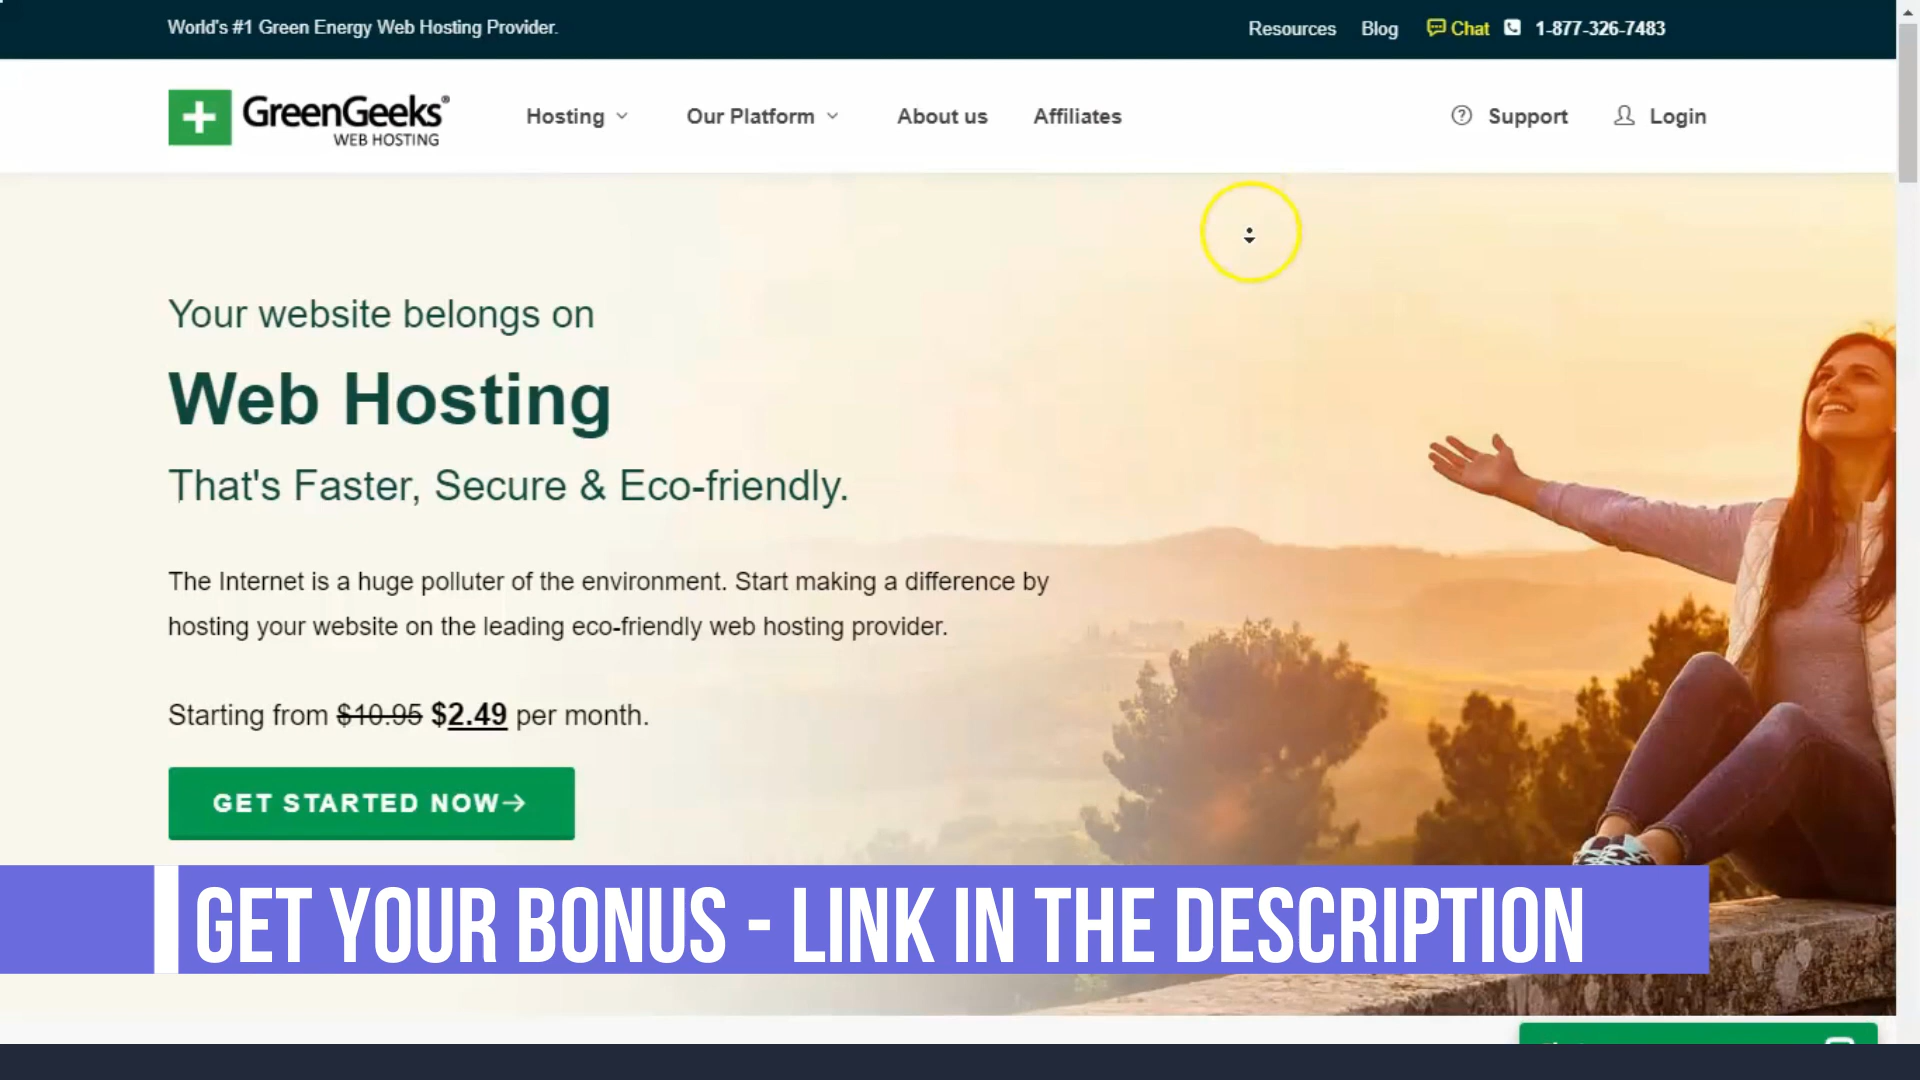 World's #1 Green Energy Web Hosting Provider.
Resources
Blog
Chat
1-877-326-7483
GreenGeeks®
WEB HOSTING
Hosting
Our Platform
About us
Affiliates
Support
Login
Your website belongs on
Web Hosting
That's Faster, Secure & Eco-friendly.
The Internet is a huge polluter of the environment. Start making a difference by
hosting your website on the leading eco-friendly web hosting provider.
Starting from $10.95 $2.49 per month.
GET STARTED NOW→
GET YOUR BONUS - LINK IN THE DESCRIPTION